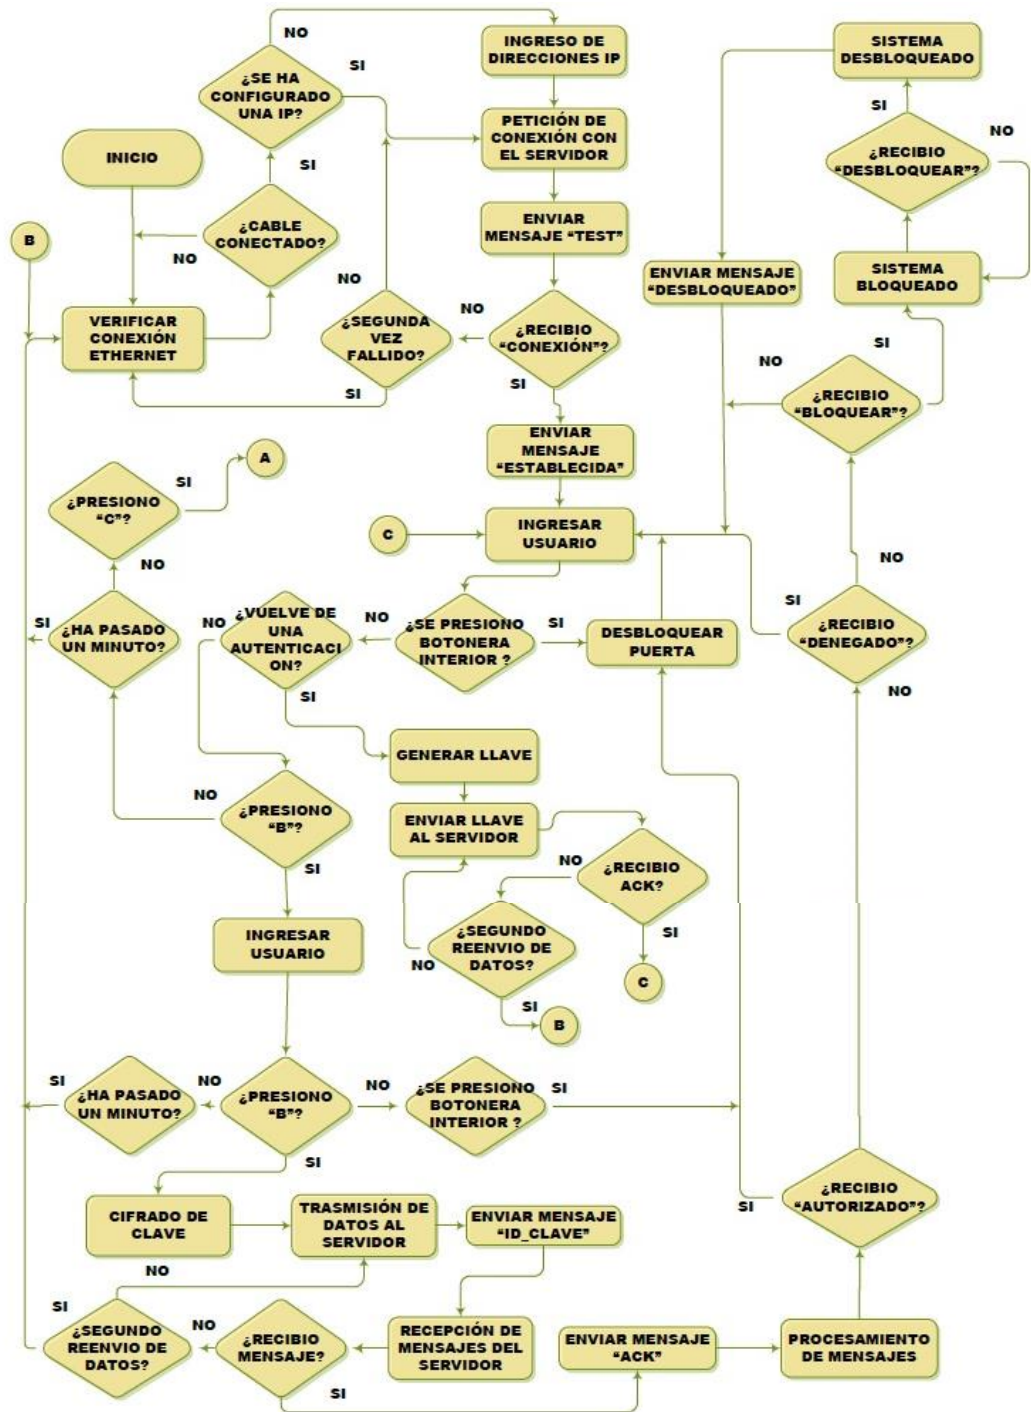 NO
INGRESO DE
DIRECCIONES IP
SISTEMA
DESBLOQUEADO
¿SE HA
CONFIGURADO
UNA IP?
SI
PETICIÓN DE
CONEXIÓN CON
EL SERVIDOR
SI
NO
¿RECIBIO
“DESBLOQUEAR”?
INICIO
SI
¿CABLE
CONECTADO?
NO
ENVIAR
MENSAJE “TEST”
B
ENVIAR MENSAJE
“DESBLOQUEADO”
SISTEMA
BLOQUEADO
VERIFICAR
CONEXIÓN
ETHERNET
NO
¿SEGUNDA
VEZ
FALLIDO?
SI
NO
¿RECIBIO
“CONEXIÓN”?
SI
SI
NO
¿RECIBIO
“BLOQUEAR”?
ENVIAR
MENSAJE
“ESTABLECIDA”
A
SI
¿PRESIONO
“C”?
NO
C
INGRESAR
USUARIO
NO
SI
¿HA PASADO
UN MINUTO?
NO
¿VUELVE DE
UNA
AUTENTICACI
ON?
SI
NO
¿SE PRESIONO
BOTONERA
INTERIOR ?
SI
DESBLOQUEAR
PUERTA
SI
¿RECIBIO
“DENEGADO”?
NO
GENERAR LLAVE
NO
¿PRESIONO
“B”?
SI
ENVIAR LLAVE
AL SERVIDOR
NO
¿RECIBIO
ACK?
SI
C
INGRESAR
USUARIO
¿SEGUNDO
REENVIO DE
DATOS?
NO
SI
B
SI
¿HA PASADO
UN MINUTO?
NO
¿PRESIONO
“B”?
NO
¿SE PRESIONO
BOTONERA
INTERIOR ?
SI
SI
¿RECIBIO
“AUTORIZADO”?
SI
CIFRADO DE
CLAVE
TRASMISIÓN DE
DATOS AL
SERVIDOR
ENVIAR MENSAJE
“ID_CLAVE”
NO
SI
¿SEGUNDO
REENVIO DE
DATOS?
NO
¿RECIBIO
MENSAJE?
SI
RECEPCIÓN DE
MENSAJES DEL
SERVIDOR
ENVIAR MENSAJE
“ACK”
PROCESAMIENTO
DE MENSAJES